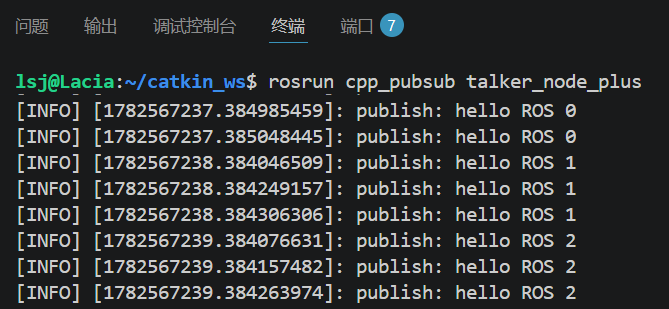 问题 输出 调试控制台 终端 端口 7
lsj@Lacia:~/catkin_ws$ rosrun cpp_pubsub talker_node_plus
[INFO] [1782567237.384985459]: publish: hello ROS 0
[INFO] [1782567237.385048445]: publish: hello ROS 0
[INFO] [1782567238.384046509]: publish: hello ROS 1
[INFO] [1782567238.384249157]: publish: hello ROS 1
[INFO] [1782567238.384306306]: publish: hello ROS 1
[INFO] [1782567239.384076631]: publish: hello ROS 2
[INFO] [1782567239.384157482]: publish: hello ROS 2
[INFO] [1782567239.384263974]: publish: hello ROS 2